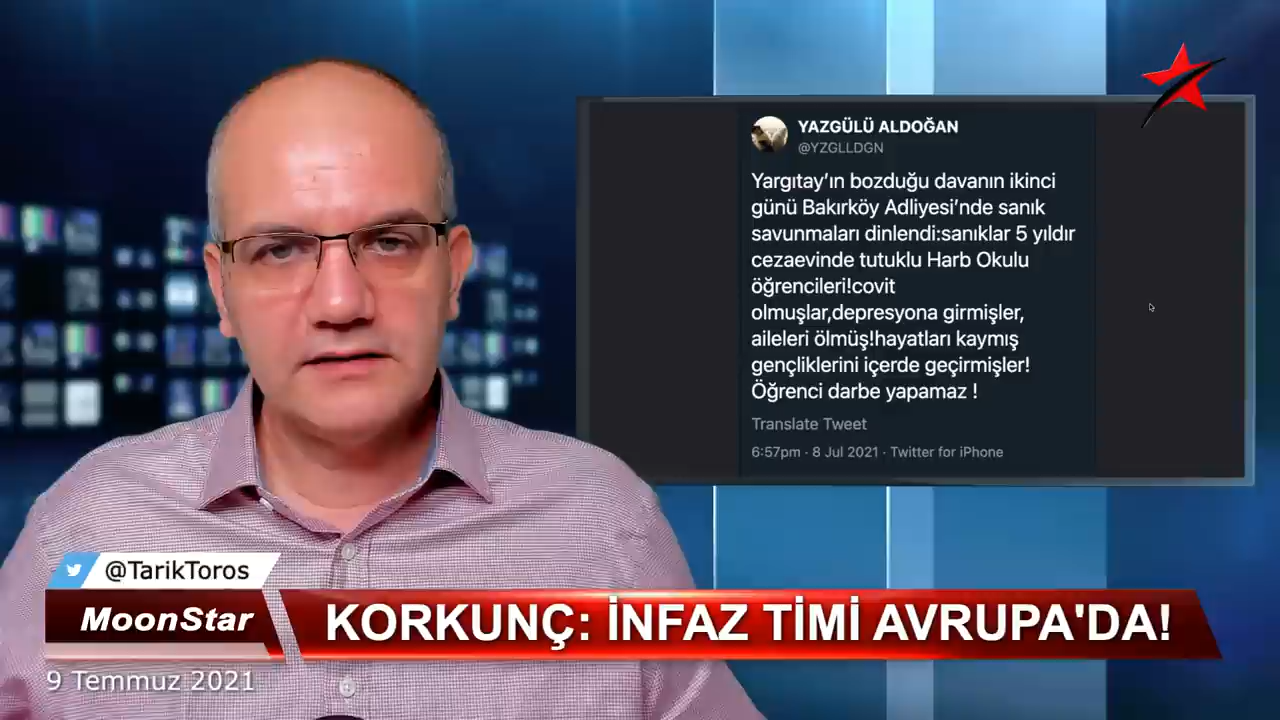 YAZGÜLÜ ALDOĞAN
@YZGLLDGN
Yargıtay’ın bozduğu davanın ikinci
günü Bakırköy Adliyesi’nde sanık
savunmaları dinlendi:sanıklar 5 yıldır
cezaevinde tutuklu Harb Okulu
öğrencileri!covit
olmuşlar,depresyona girmişler,
aileleri ölmüş!hayatları kaymış
gençliklerini içerde geçirmişler!
Öğrenci darbe yapamaz !
Translate Tweet
6:57pm · 8 Jul 2021 · Twitter for iPhone
@TarikToros
MoonStar
KORKUNÇ: İNFAZ TİMİ AVRUPA'DA!
9 Temmuz 2021